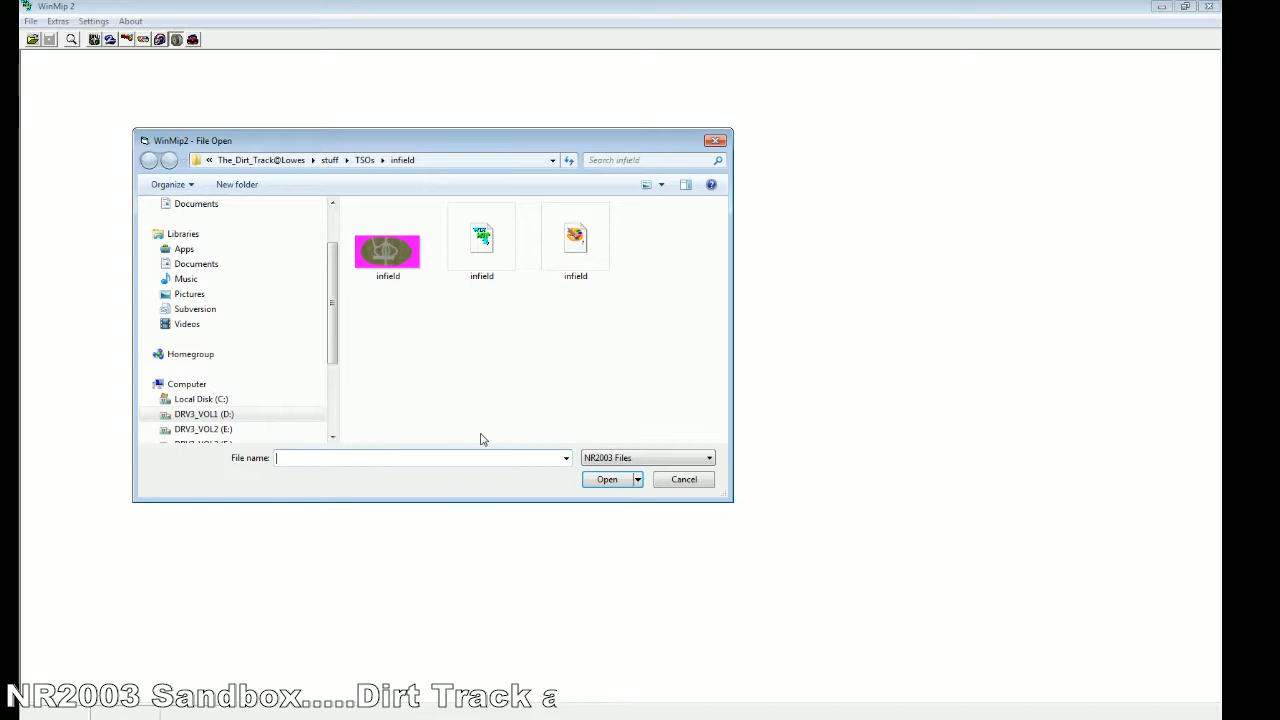 WinMip 2
File Extras Settings About
WinMip2 - File Open
« The_Dirt_Track@Lowes stuff TSOs infield
Search infield
Organize New folder
Documents
Libraries
Apps
Documents
Music
Pictures
Subversion
Videos
Homegroup
Computer
Local Disk (C:)
DRV3_VOL1 (D:)
DRV3_VOL2 (E:)
infield
infield
infield
File name:
NR2003 Files
Open
Cancel
NR2003 Sandbox.....Dirt Track a